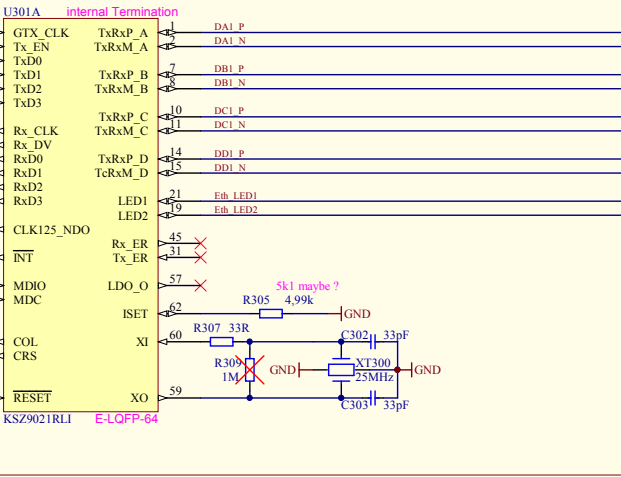 U301A internal Termination
GTX_CLK TxRxP_A 1 DA1_P
Tx_EN TxRxM_A 2 DA1_N
TxD0
TxD1 TxRxP_B 7 DB1_P
TxD2 TxRxM_B 8 DB1_N
TxD3
TxRxP_C 10 DC1_P
Rx_CLK TxRxM_C 11 DC1_N
Rx_DV
RxD0 TxRxP_D 14 DD1_P
RxD1 TcRxM_D 15 DD1_N
RxD2
RxD3 LED1 21 Eth_LED1
LED2 19 Eth_LED2
CLK125_NDO
Rx_ER 45
INT Tx_ER 31
MDIO LDO_O 57 5k1 maybe ?
MDC R305 4,99k
ISET 62 GND
R307 33R
COL XI 60 C302 33pF
CRS
R309 GND XT300 GND
1M 25MHz
RESET XO 59
C303 33pF
KSZ9021RLI E-LQFP-64